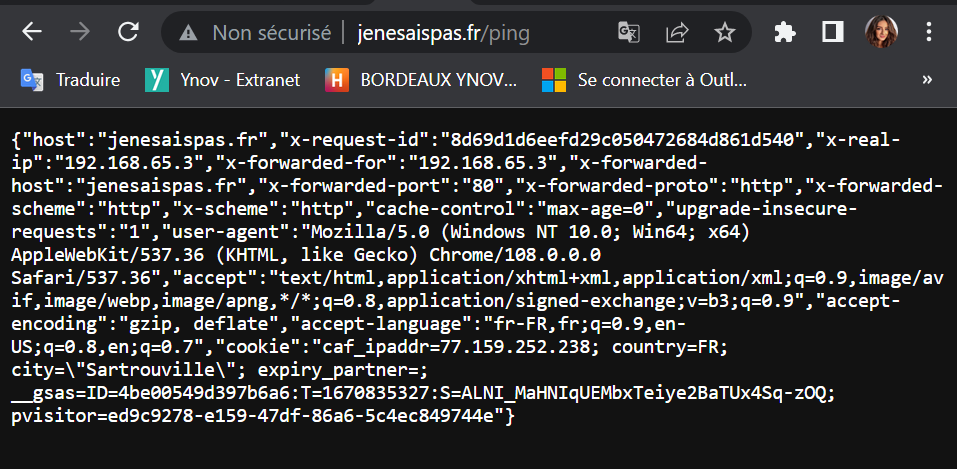 Non sécurisé | jenesaispas.fr/ping
Traduire Ynov - Extranet BORDEAUX YNOV... Se connecter à Outl... »
{"host":"jenesaispas.fr","x-request-id":"8d69d1d6eefd29c050472684d861d540","x-real-
ip":"192.168.65.3","x-forwarded-for":"192.168.65.3","x-forwarded-
host":"jenesaispas.fr","x-forwarded-port":"80","x-forwarded-proto":"http","x-forwarded-
scheme":"http","x-scheme":"http","cache-control":"max-age=0","upgrade-insecure-
requests":"1","user-agent":"Mozilla/5.0 (Windows NT 10.0; Win64; x64)
AppleWebKit/537.36 (KHTML, like Gecko) Chrome/108.0.0.0
Safari/537.36","accept":"text/html,application/xhtml+xml,application/xml;q=0.9,image/av
if,image/webp,image/apng,*/*;q=0.8,application/signed-exchange;v=b3;q=0.9","accept-
encoding":"gzip, deflate","accept-language":"fr-FR,fr;q=0.9,en-
US;q=0.8,en;q=0.7","cookie":"caf_ipaddr=77.159.252.238; country=FR;
city=\"Sartrouville\"; expiry_partner=;
__gsas=ID=4be00549d397b6a6:T=1670835327:S=ALNI_MaHNIqUEMbxTeiye2BaTUx4Sq-zOQ;
pvisitor=ed9c9278-e159-47df-86a6-5c4ec849744e"}